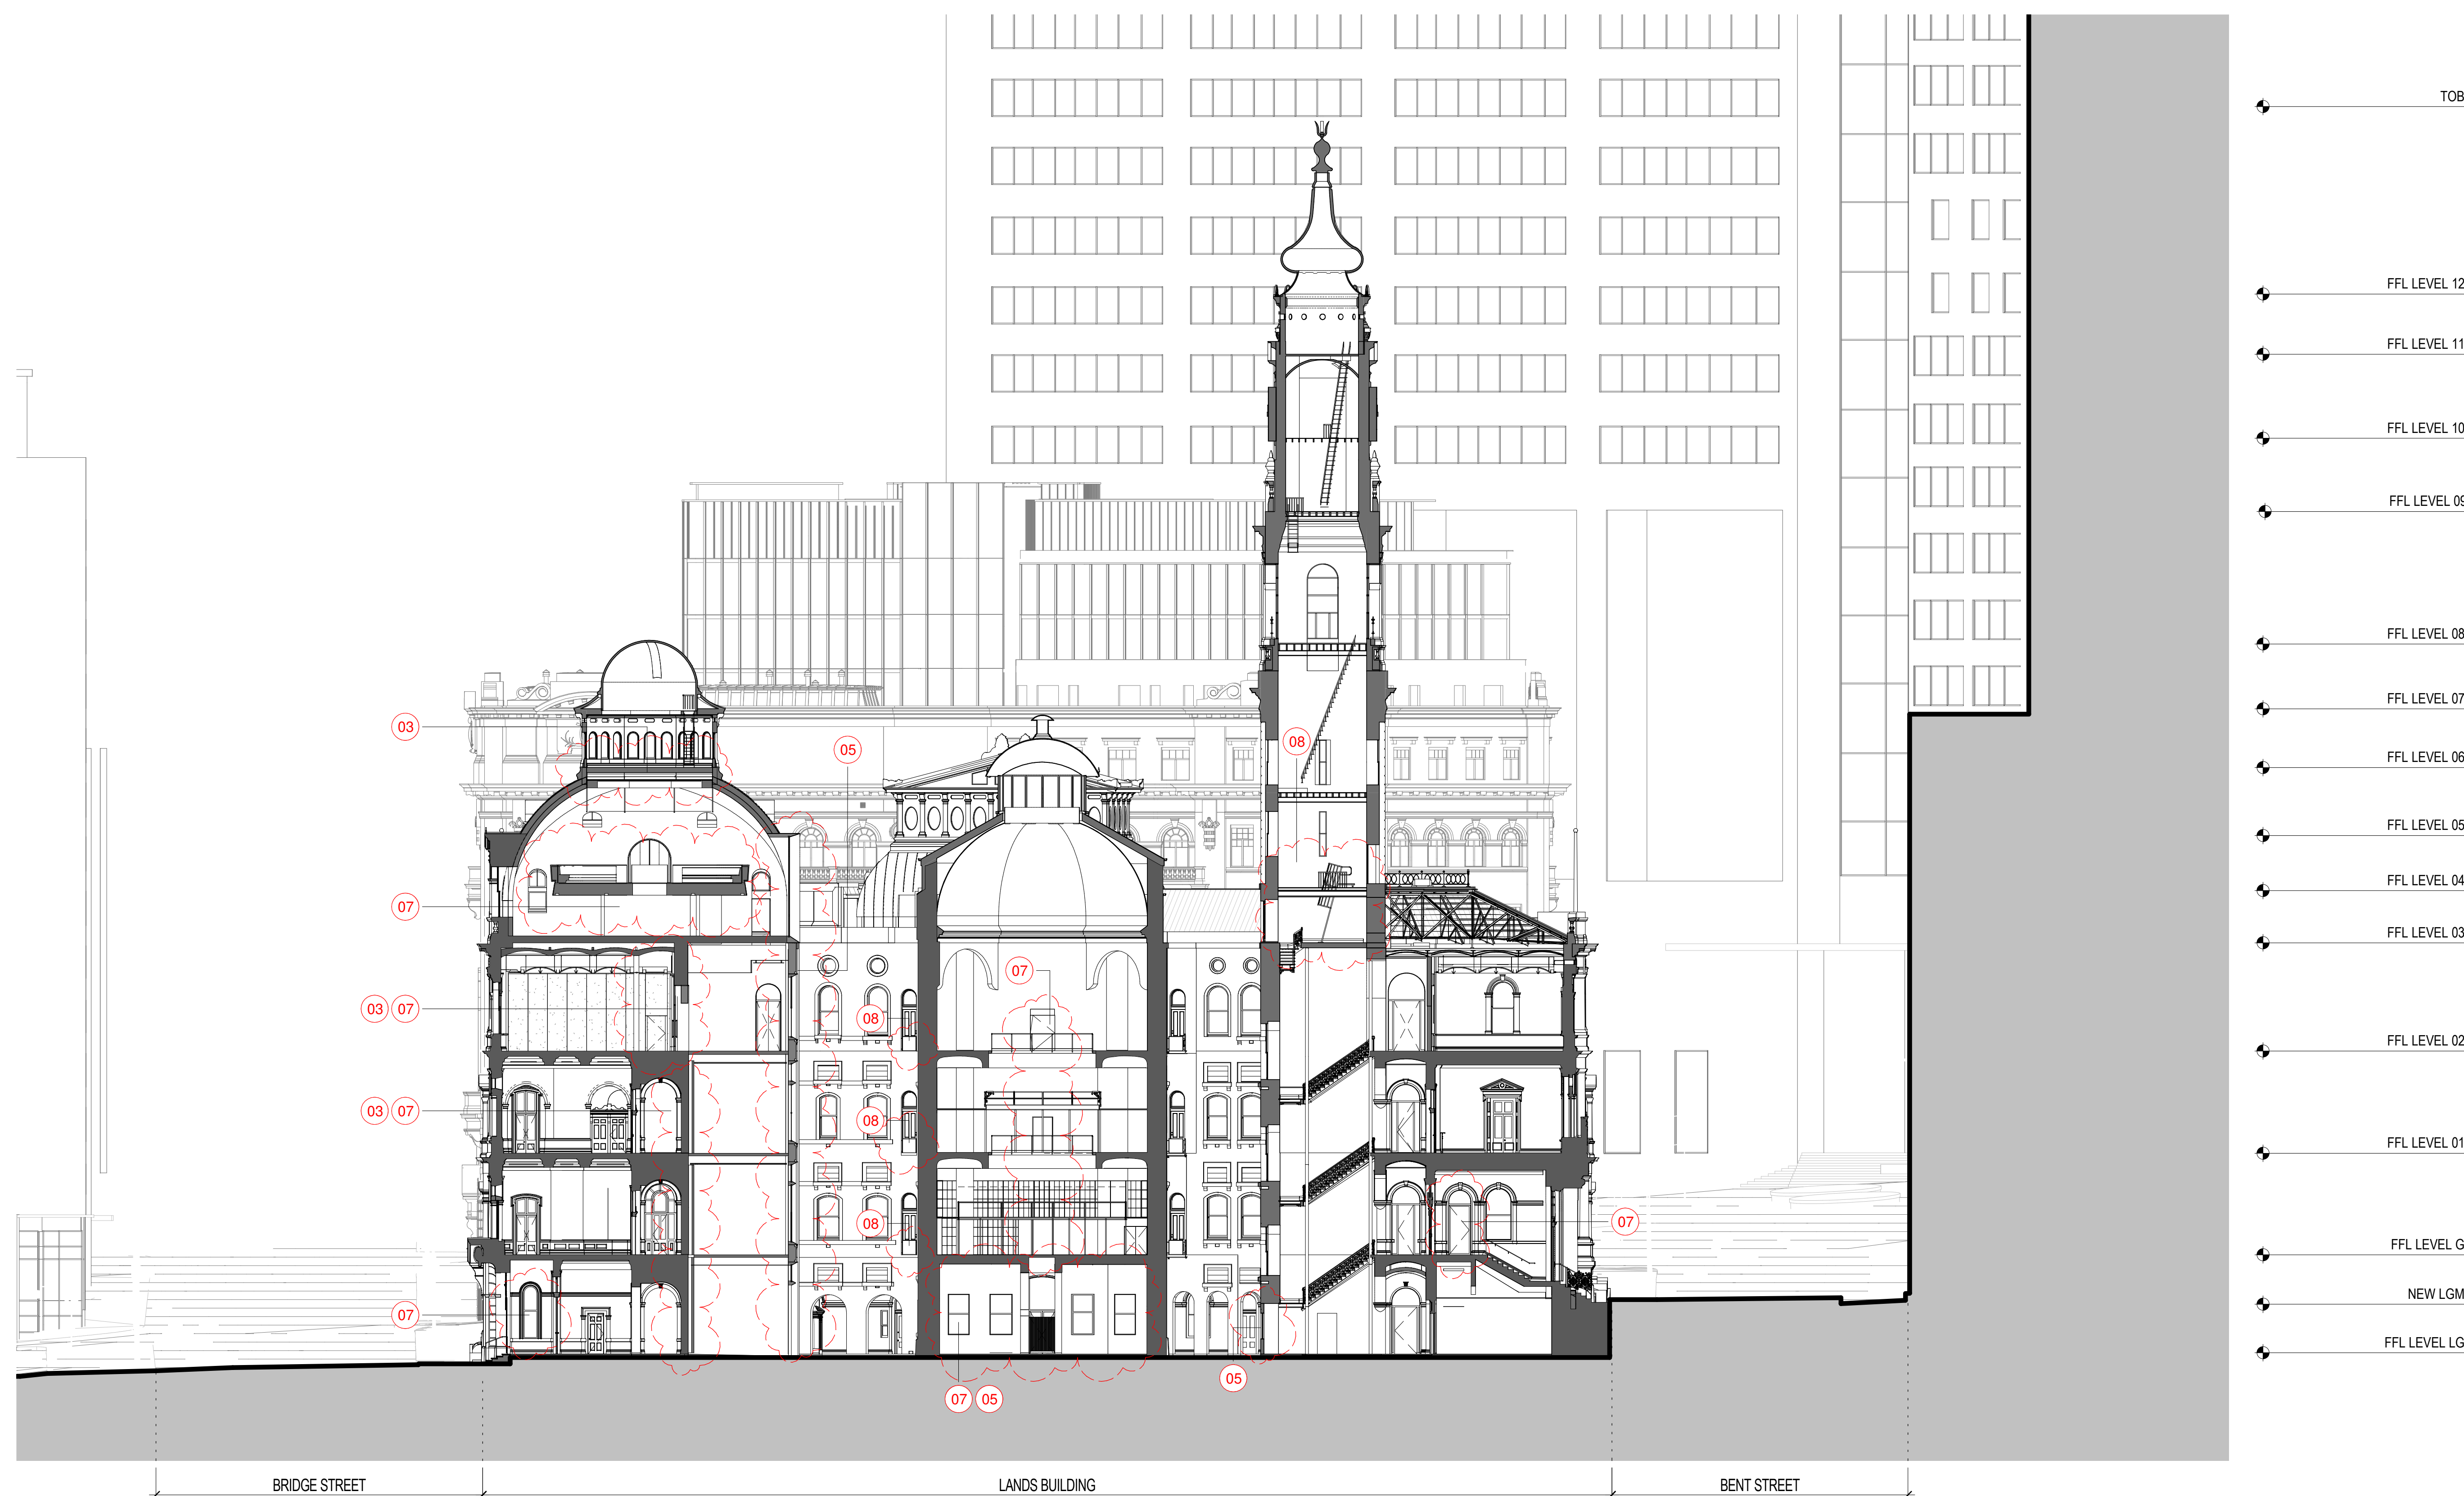 TOB
FFL LEVEL 12
FFL LEVEL 11
FFL LEVEL 10
FFL LEVEL 09
FFL LEVEL 08
FFL LEVEL 07
03
08
05
FFL LEVEL 06
FFL LEVEL 05
FFL LEVEL 04
07
FFL LEVEL 03
07
03 07
08
FFL LEVEL 02
03 07
08
FFL LEVEL 01
08
07
FFL LEVEL G
NEW LGM
07
FFL LEVEL LG
05
07 05
BRIDGE STREET
LANDS BUILDING
BENT STREET